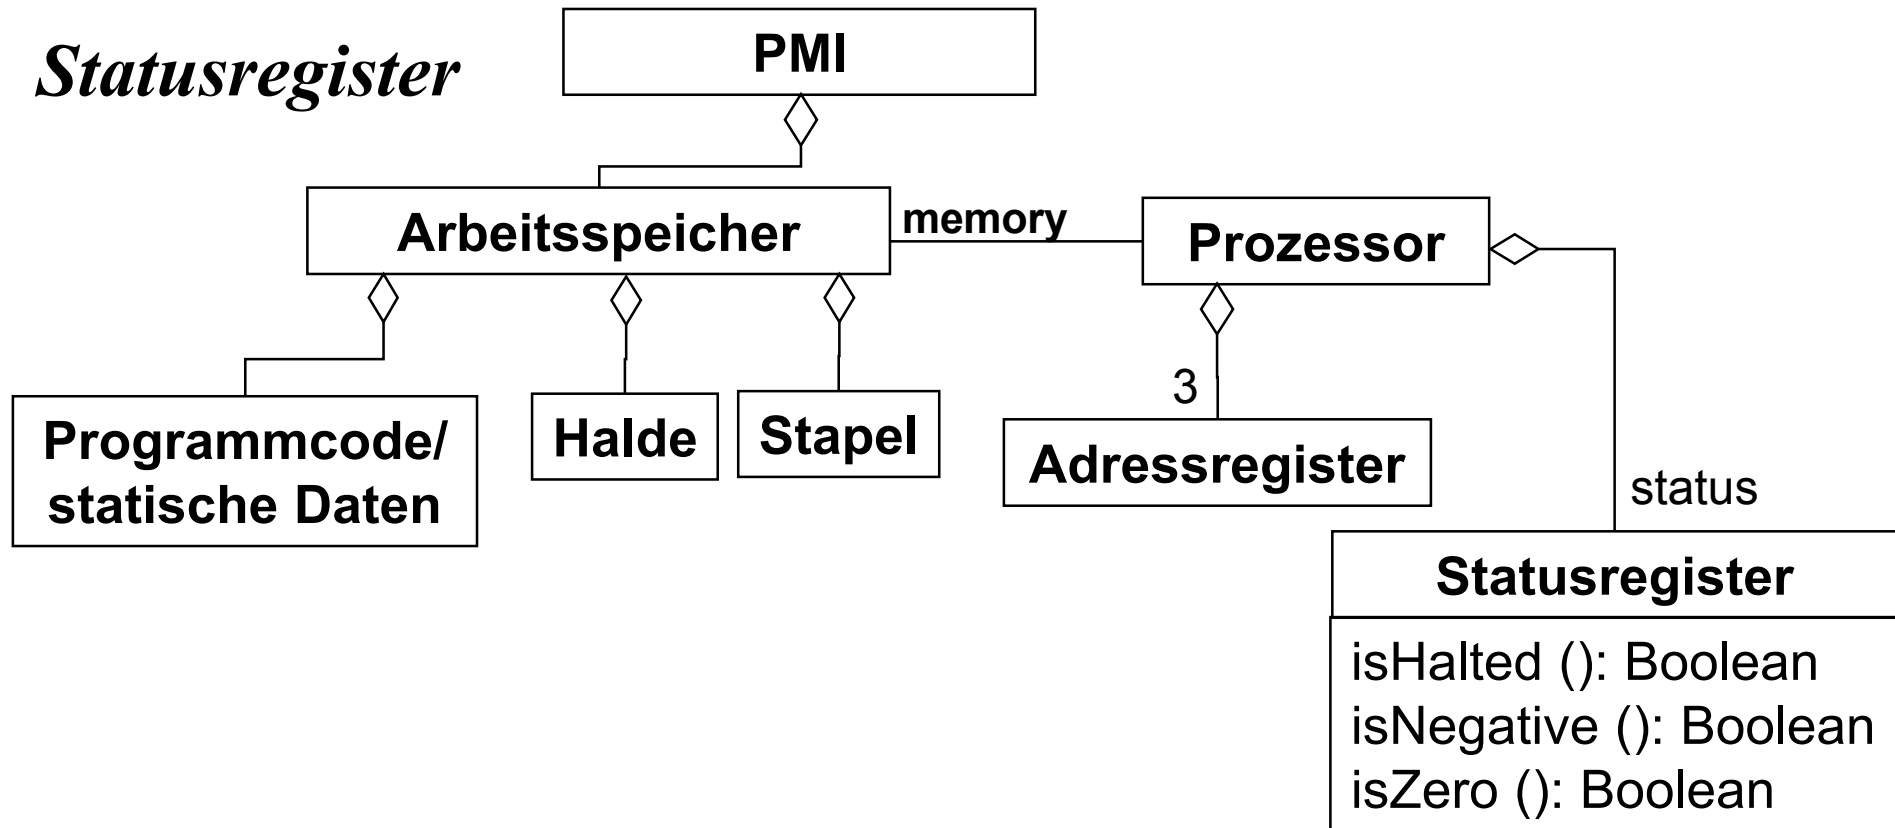 Statusregister
PMI
Arbeitsspeicher
memory
Prozessor
Programmcode/
statische Daten
Halde
Stapel
3
Adressregister
status
Statusregister
isHalted (): Boolean
isNegative (): Boolean
isZero (): Boolean